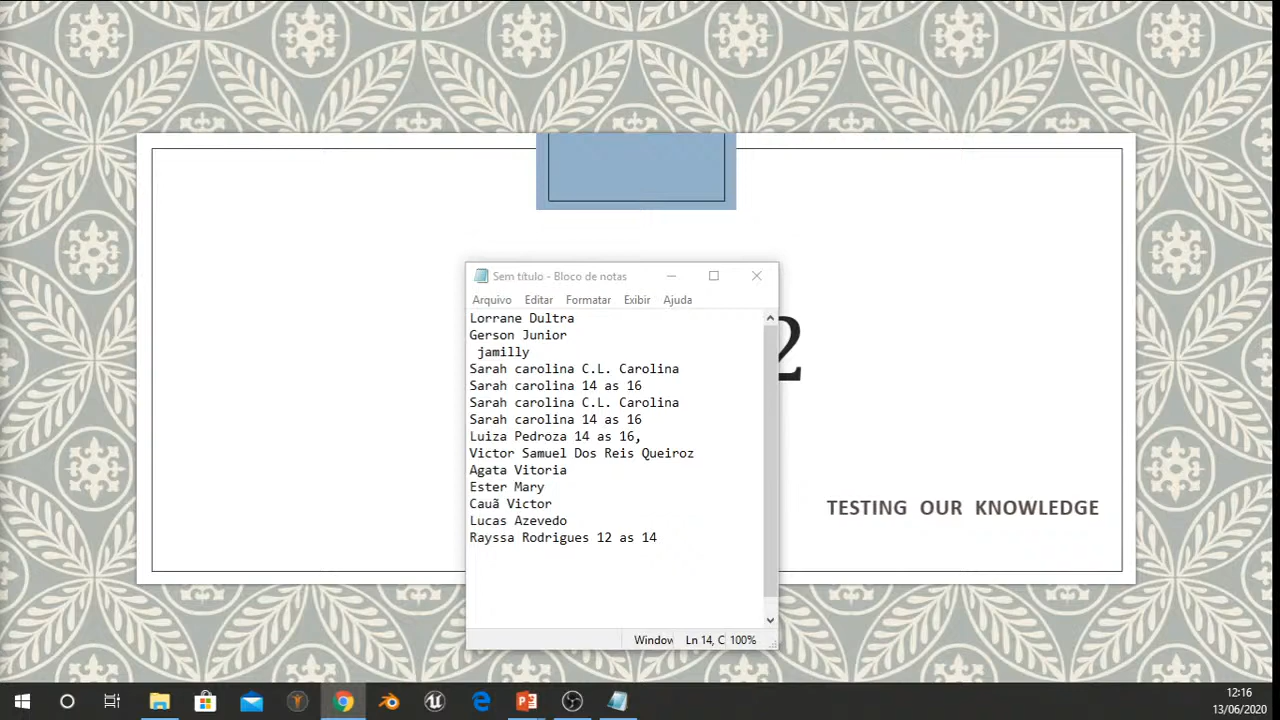 Sem título - Bloco de notas
Arquivo Editar Formatar Exibir Ajuda
Lorrane Dultra
Gerson Junior
jamilly
Sarah carolina C.L. Carolina
Sarah carolina 14 as 16
Sarah carolina C.L. Carolina
Sarah carolina 14 as 16
Luiza Pedroza 14 as 16,
Victor Samuel Dos Reis Queiroz
Agata Vitoria
Ester Mary
Cauã Victor
Lucas Azevedo
Rayssa Rodrigues 12 as 14
Window Ln 14, C 100%
2
TESTING OUR KNOWLEDGE
12:16
13/06/2020